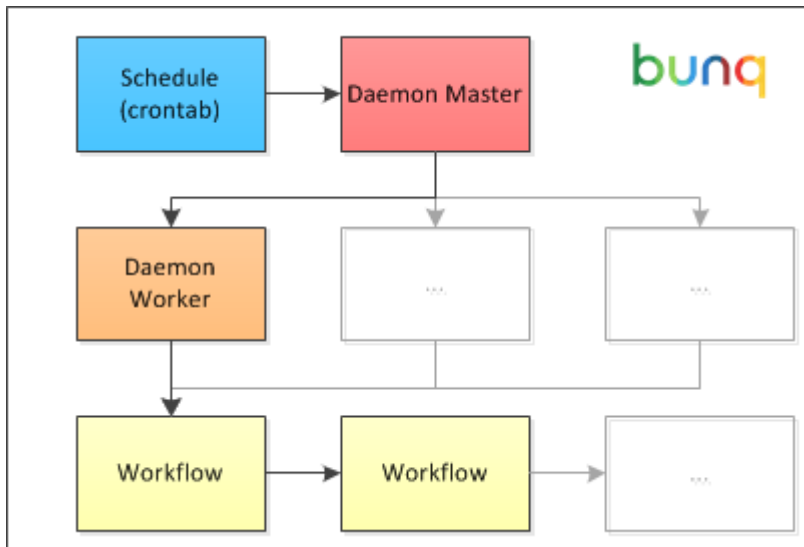 Schedule
(crontab)
Daemon Master
bunq
Daemon
Worker
...
...
Workflow
Workflow
...